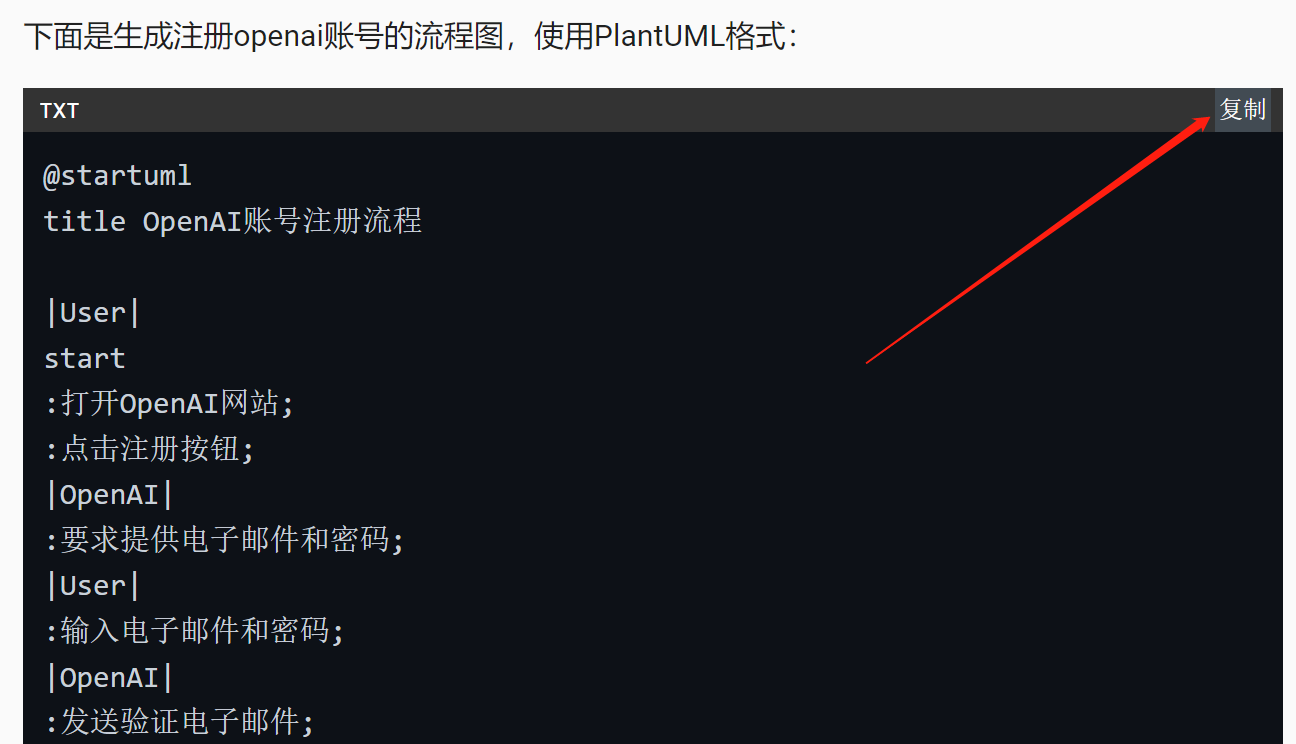 下面是生成注册openai账号的流程图，使用PlantUML格式：
TXT
复制
@startuml
title OpenAI账号注册流程
|User|
start
:打开OpenAI网站;
:点击注册按钮;
|OpenAI|
:要求提供电子邮件和密码;
|User|
:输入电子邮件和密码;
|OpenAI|
:发送验证电子邮件;